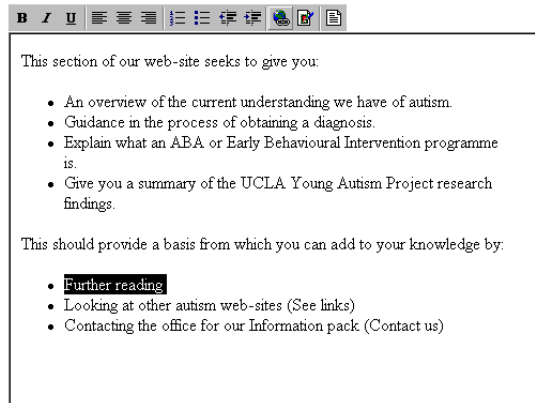 B I U
This section of our web-site seeks to give you:
An overview of the current understanding we have of autism.
Guidance in the process of obtaining a diagnosis.
Explain what an ABA or Early Behavioural Intervention programme
is.
Give you a summary of the UCLA Young Autism Project research
findings.
This should provide a basis from which you can add to your knowledge by:
Further reading
Looking at other autism web-sites (See links)
Contacting the office for our Information pack (Contact us)